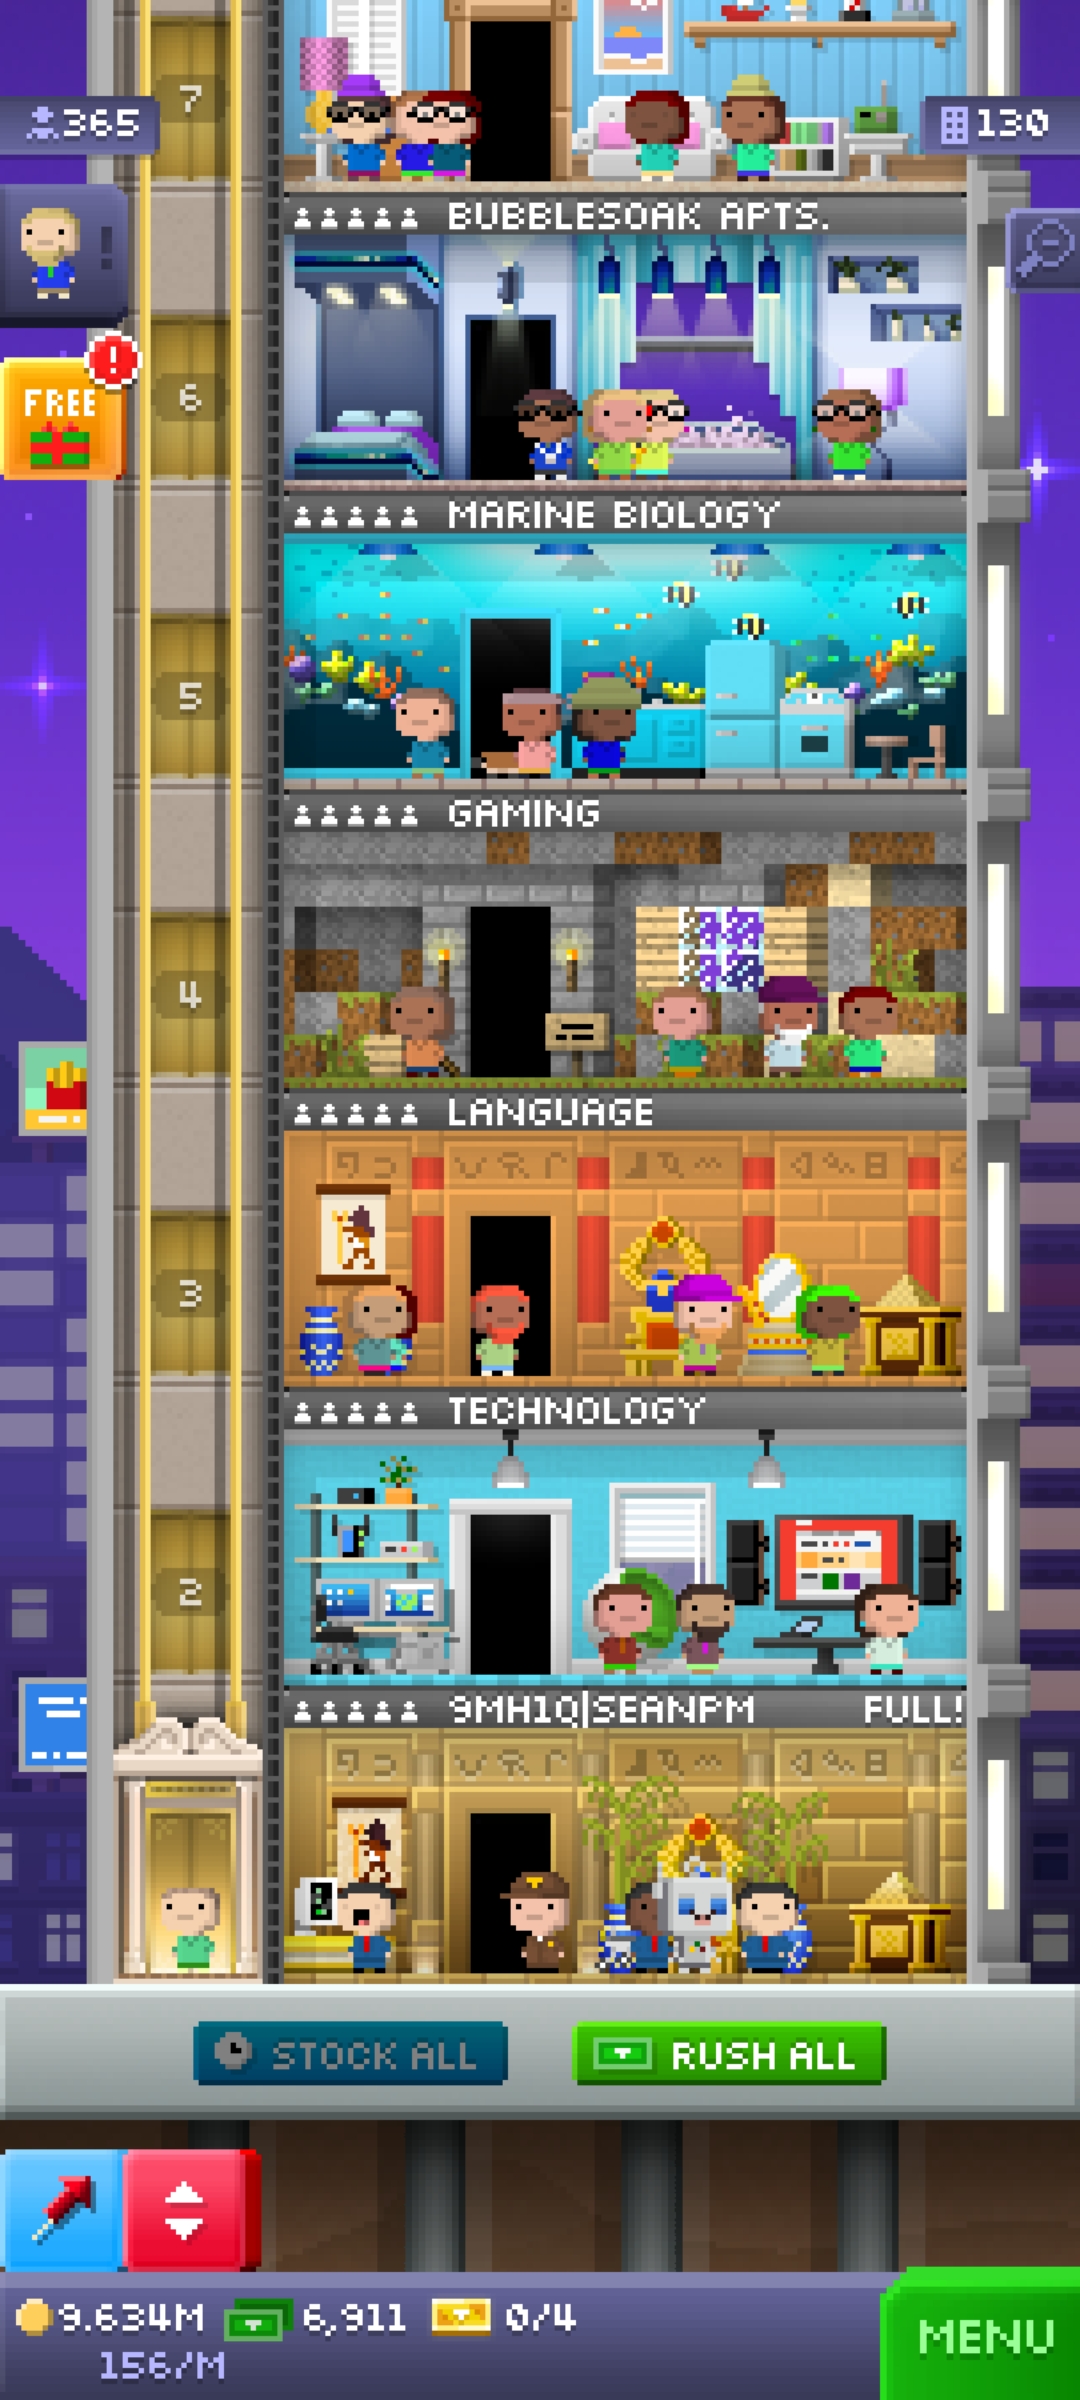 7
365
130
BUBBLESOAK APTS.
!
!
FREE
6
MARINE BIOLOGY
5
GAMING
4
LANGUAGE
3
TECHNOLOGY
2
9MH1Q|SEANPM FULL!
STOCK ALL
RUSH ALL
9.634M 6,911 0/4
156/M
MENU